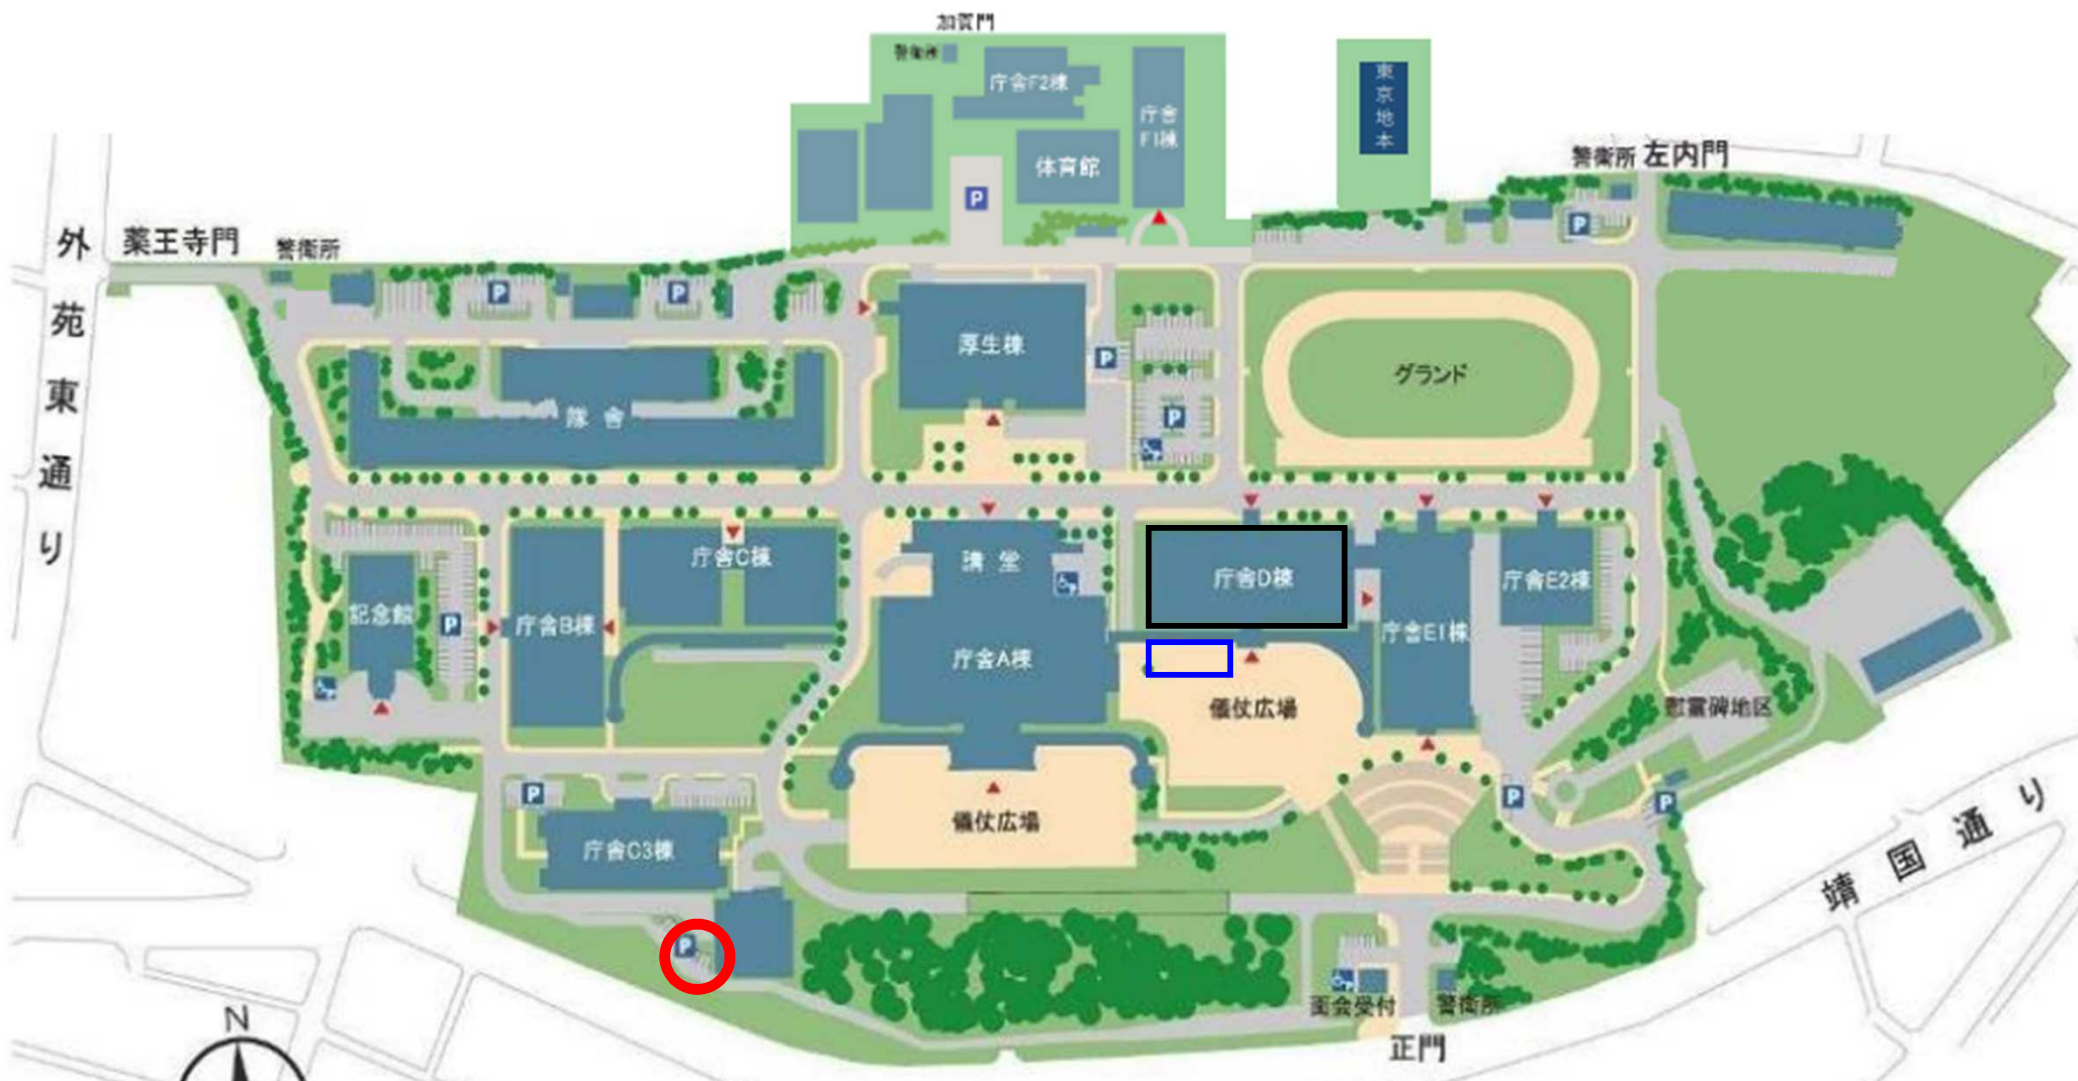 加賀門
警衛所
庁舎F2棟
庁舎F1棟
体育館
P
東京地本
警衛所
左内門
P
外苑東通り
薬王寺門
警衛所
P
P
厚生棟
P
P
グランド
隊舎
講堂
庁舎C棟
庁舎D棟
庁舎E2棟
記念館
P
庁舎B棟
庁舎E1棟
庁舎A棟
儀仗広場
慰霊碑地区
P
P
P
儀仗広場
庁舎C3棟
靖国通り
P
面会受付
警衛所
正門
N